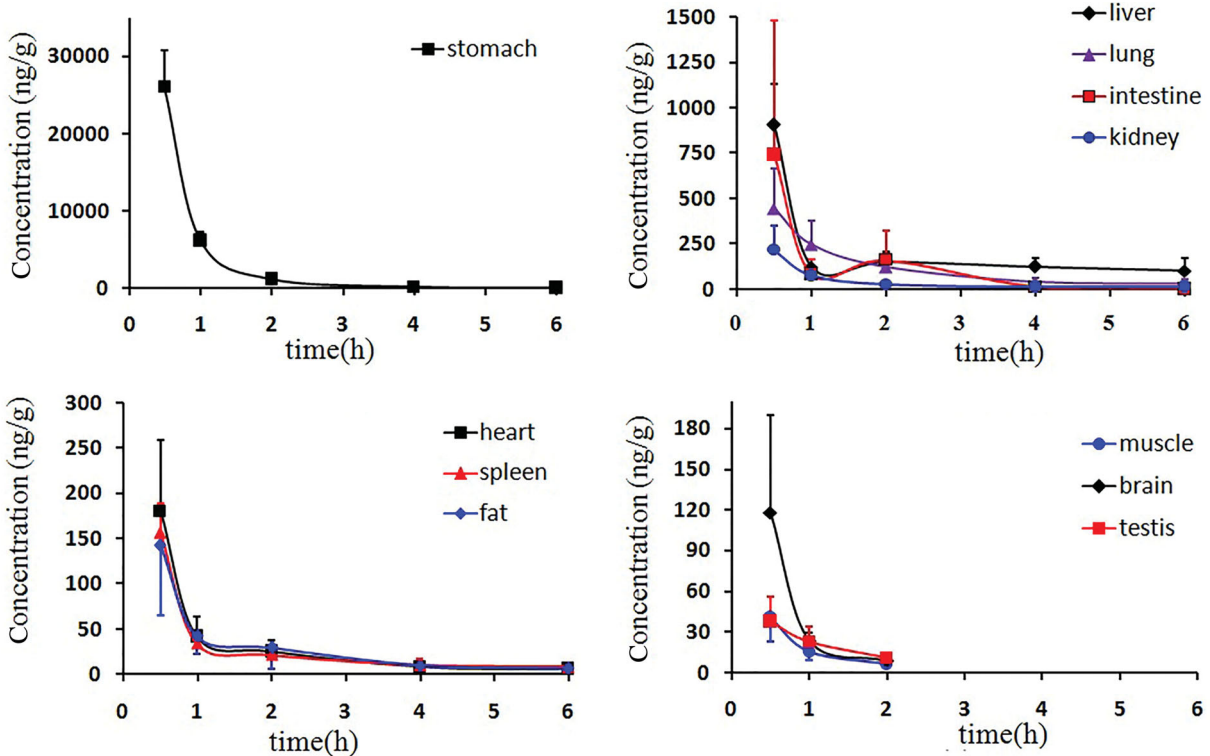 Concentration (ng/g)
30000
20000
10000
0
0 1 2 3 4 5 6
time(h)
stomach
Concentration (ng/g)
1500
1250
1000
750
500
250
0
0 1 2 3 4 5 6
time(h)
liver
lung
intestine
kidney
Concentration (ng/g)
300
250
200
150
100
50
0
0 1 2 3 4 5 6
time(h)
heart
spleen
fat
Concentration (ng/g)
180
150
120
90
60
30
0
0 1 2 3 4 5 6
time(h)
muscle
brain
testis